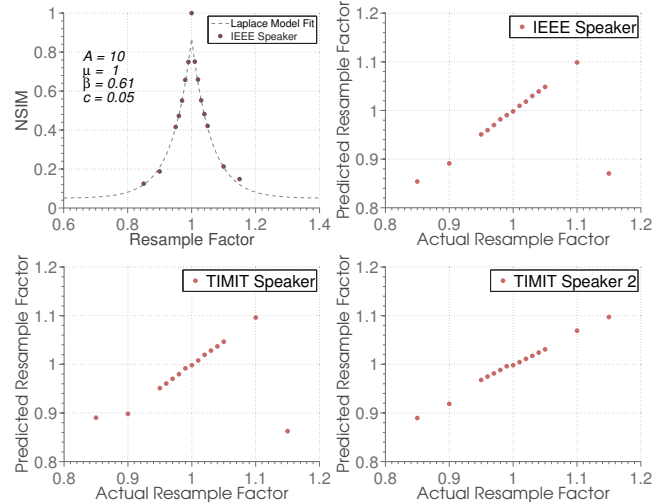 NSIM
1
0.8
0.6
0.4
0.2
0
0.6 0.8 1.0 1.2 1.4
Resample Factor
Laplace Model Fit
IEEE Speaker
A = 10
μ = 1
β = 0.61
c = 0.05
Predicted Resample Factor
1.2
1.1
1
0.9
0.8
0.8 0.9 1 1.1 1.2
Actual Resample Factor
IEEE Speaker
Predicted Resample Factor
1.2
1.1
1
0.9
0.8
0.8 0.9 1 1.1 1.2
Actual Resample Factor
TIMIT Speaker
Predicted Resample Factor
1.2
1.1
1
0.9
0.8
0.8 0.9 1 1.1 1.2
Actual Resample Factor
TIMIT Speaker 2